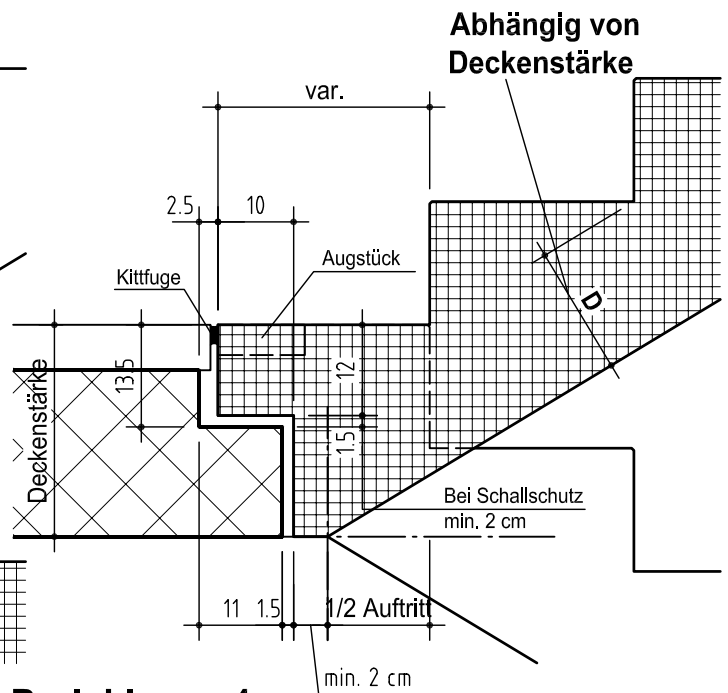 Abhängig von
Deckenstärke
var.
2.5
10
Augstück
Kittfuge
D
Deckenstärke
13.5
12
1.5
Bei Schallschutz
min. 2 cm
11
1.5
1/2 Auftritt
min. 2 cm